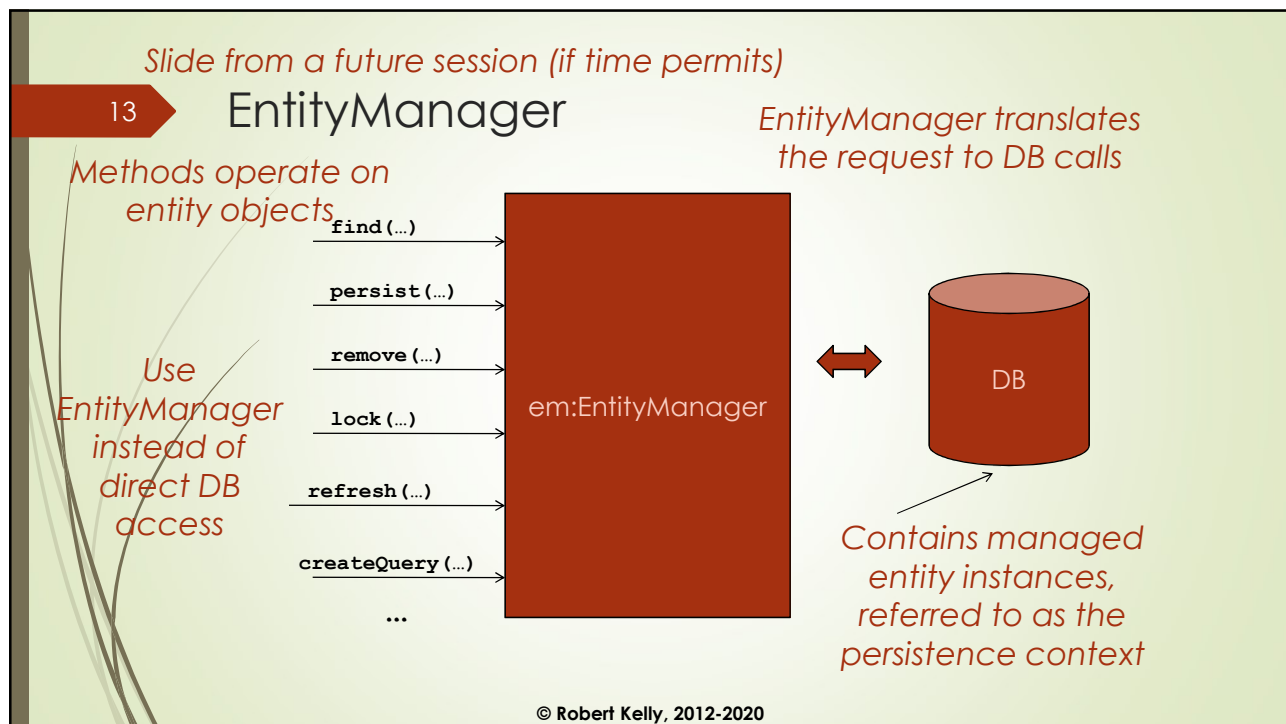 Slide from a future session (if time permits)
13
EntityManager
EntityManager translates
the request to DB calls
Methods operate on
entity objects
find(…)
persist(…)
remove(…)
lock(…)
refresh(…)
createQuery(…)
…
Use
EntityManager
instead of
direct DB
access
em:EntityManager
DB
Contains managed
entity instances,
referred to as the
persistence context
© Robert Kelly, 2012-2020